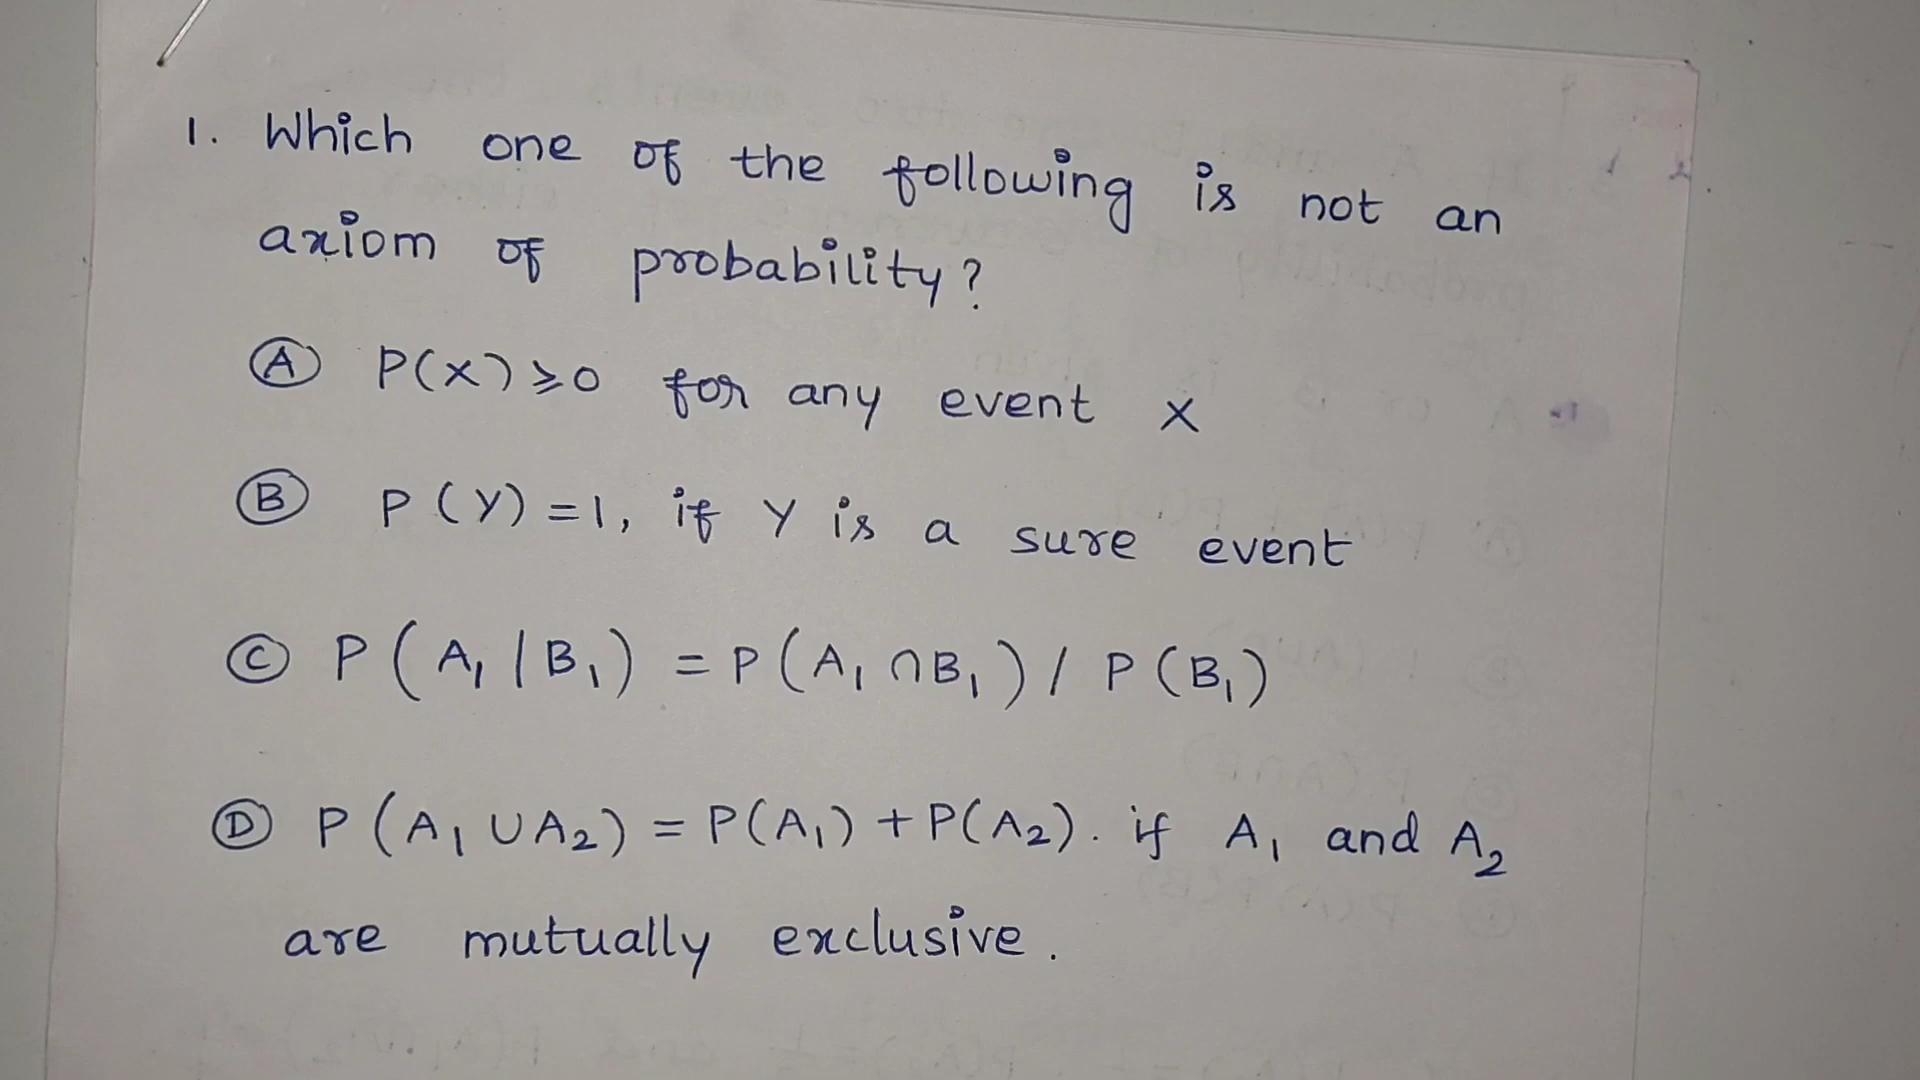 1. Which one of the following is not an
axiom of probability?
Ⓐ P(X) ⩾ 0 for any event X
Ⓑ P(Y) = 1, if Y is a sure event
Ⓒ P(A₁ | B₁) = P(A₁ ∩ B₁) / P(B₁)
Ⓓ P(A₁ ∪ A₂) = P(A₁) + P(A₂). if A₁ and A₂
are mutually exclusive.